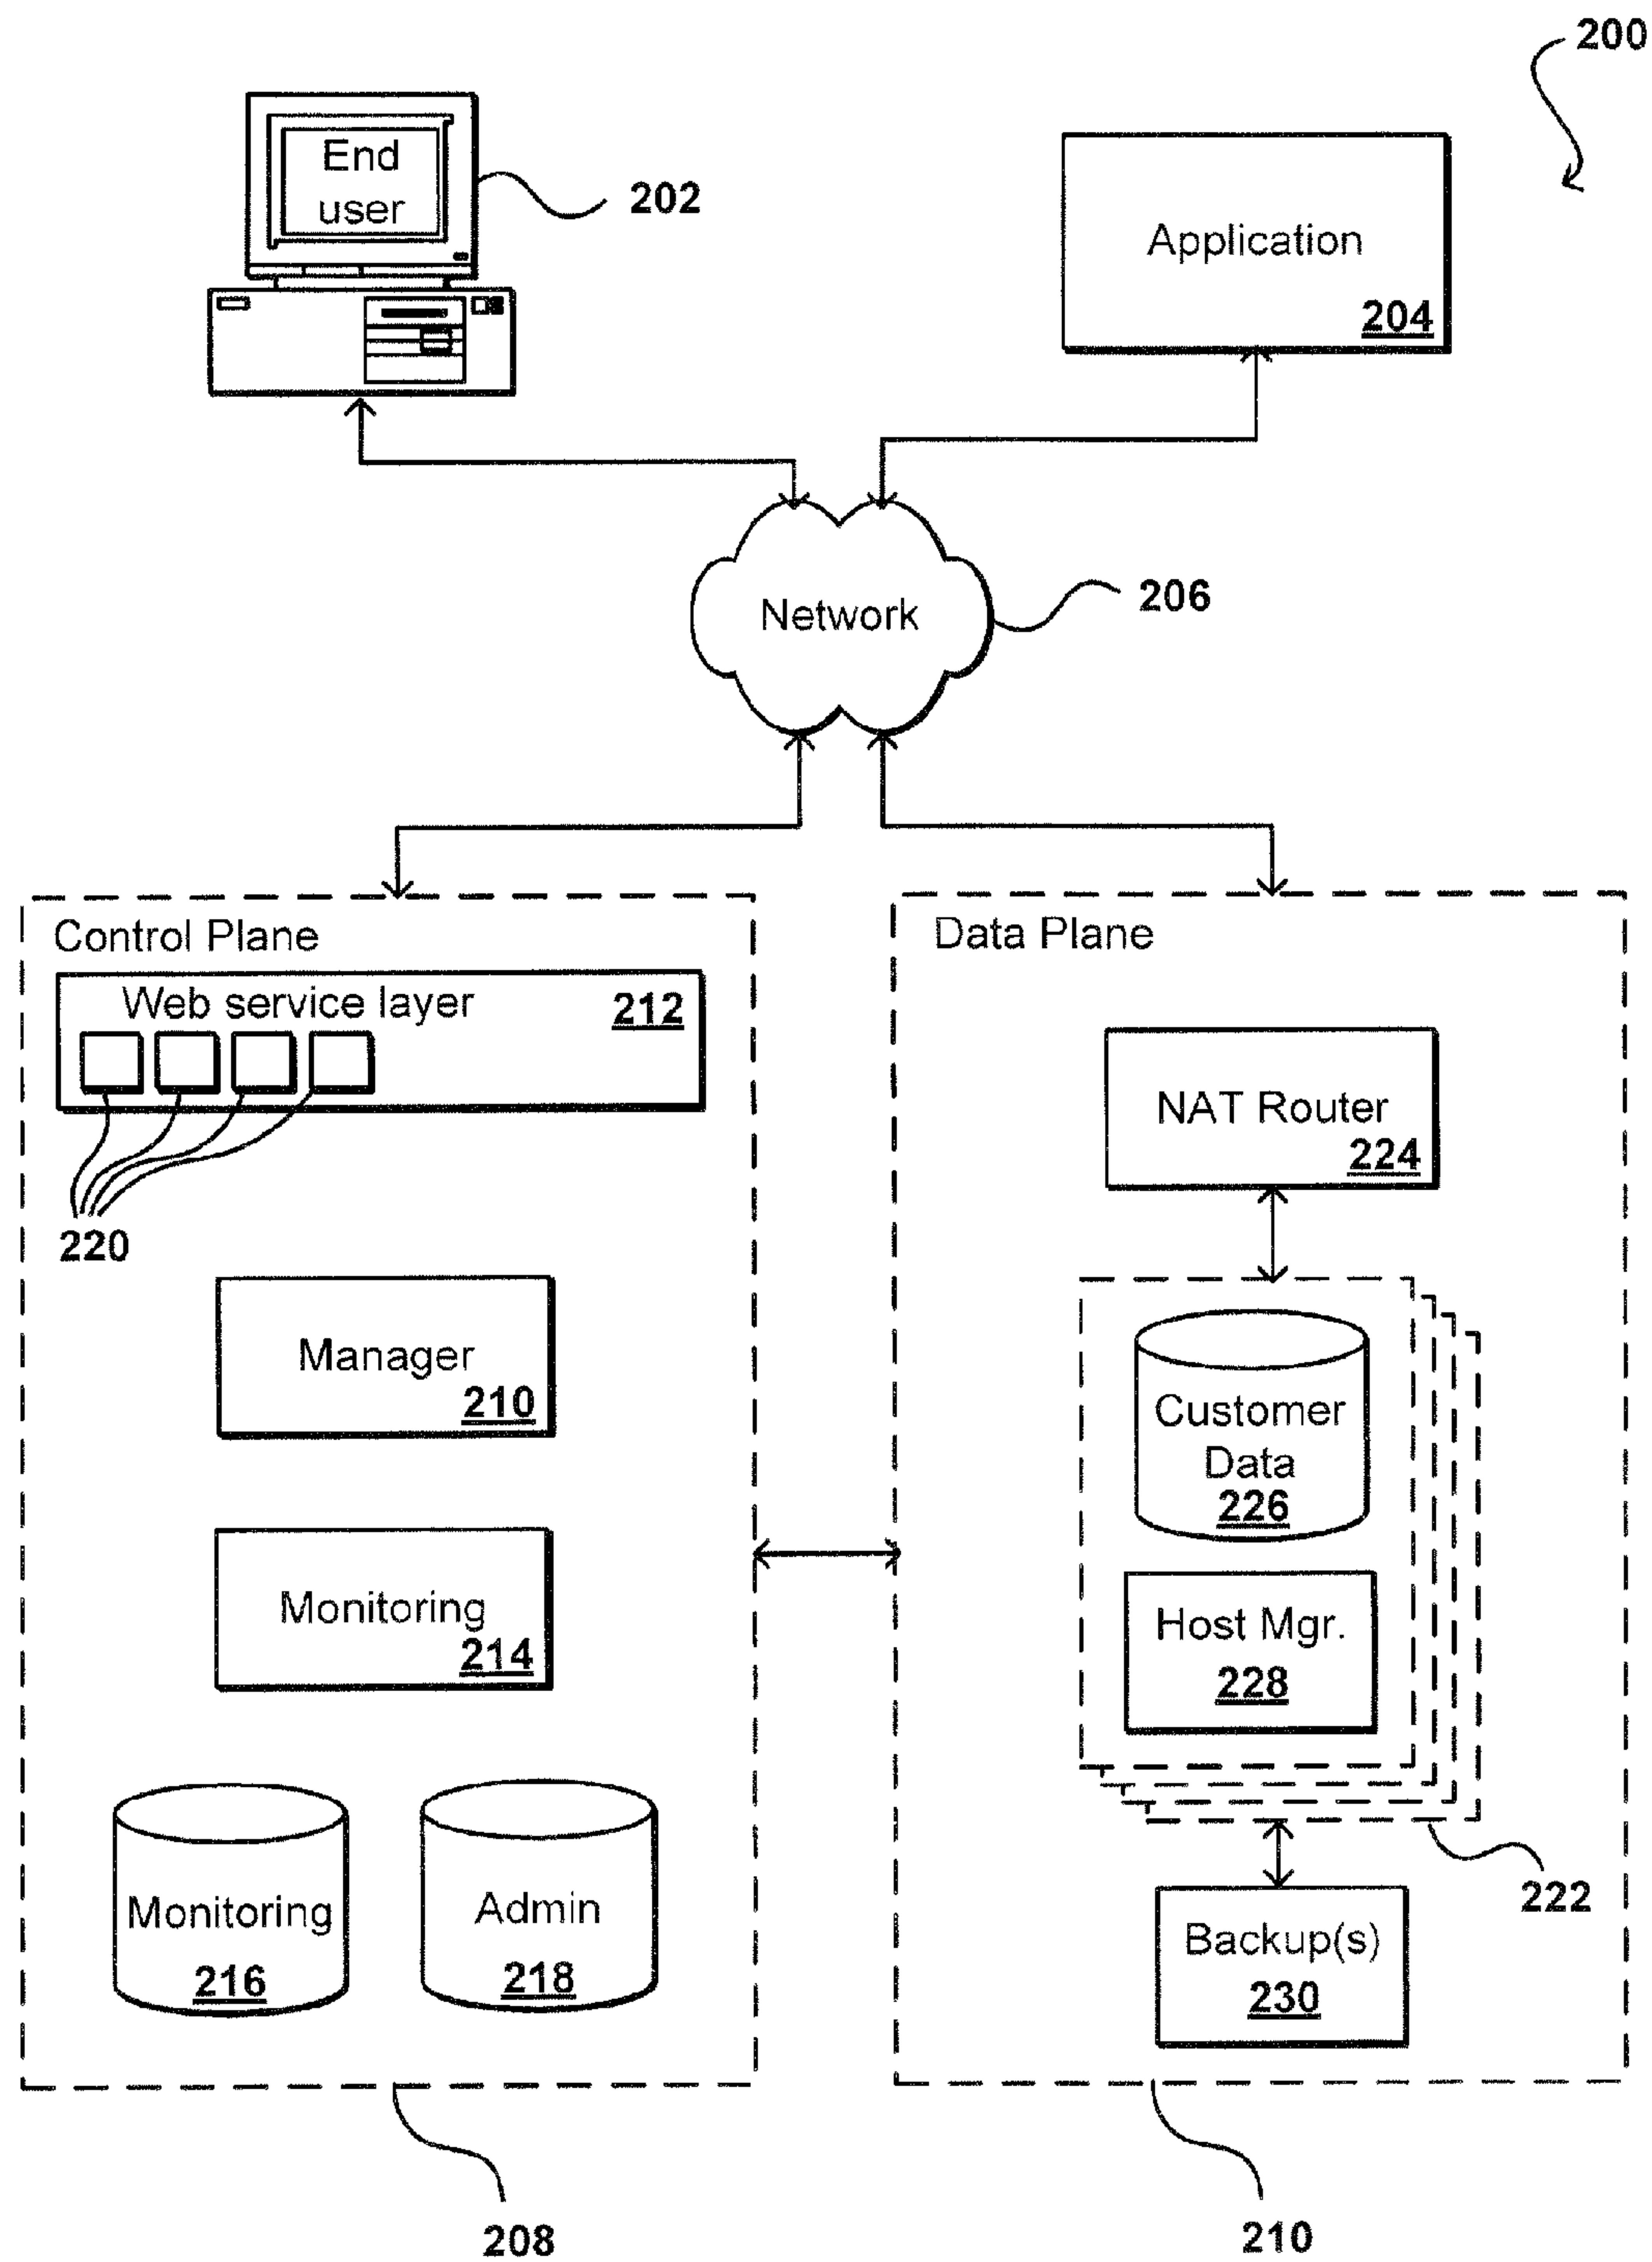 200
End
user
202
Application
204
Network
206
Control Plane
Web service layer
212
220
Manager
210
Monitoring
214
Monitoring
216
Admin
218
208
Data Plane
NAT Router
224
Customer
Data
226
Host Mgr.
228
222
Backup(s)
230
210